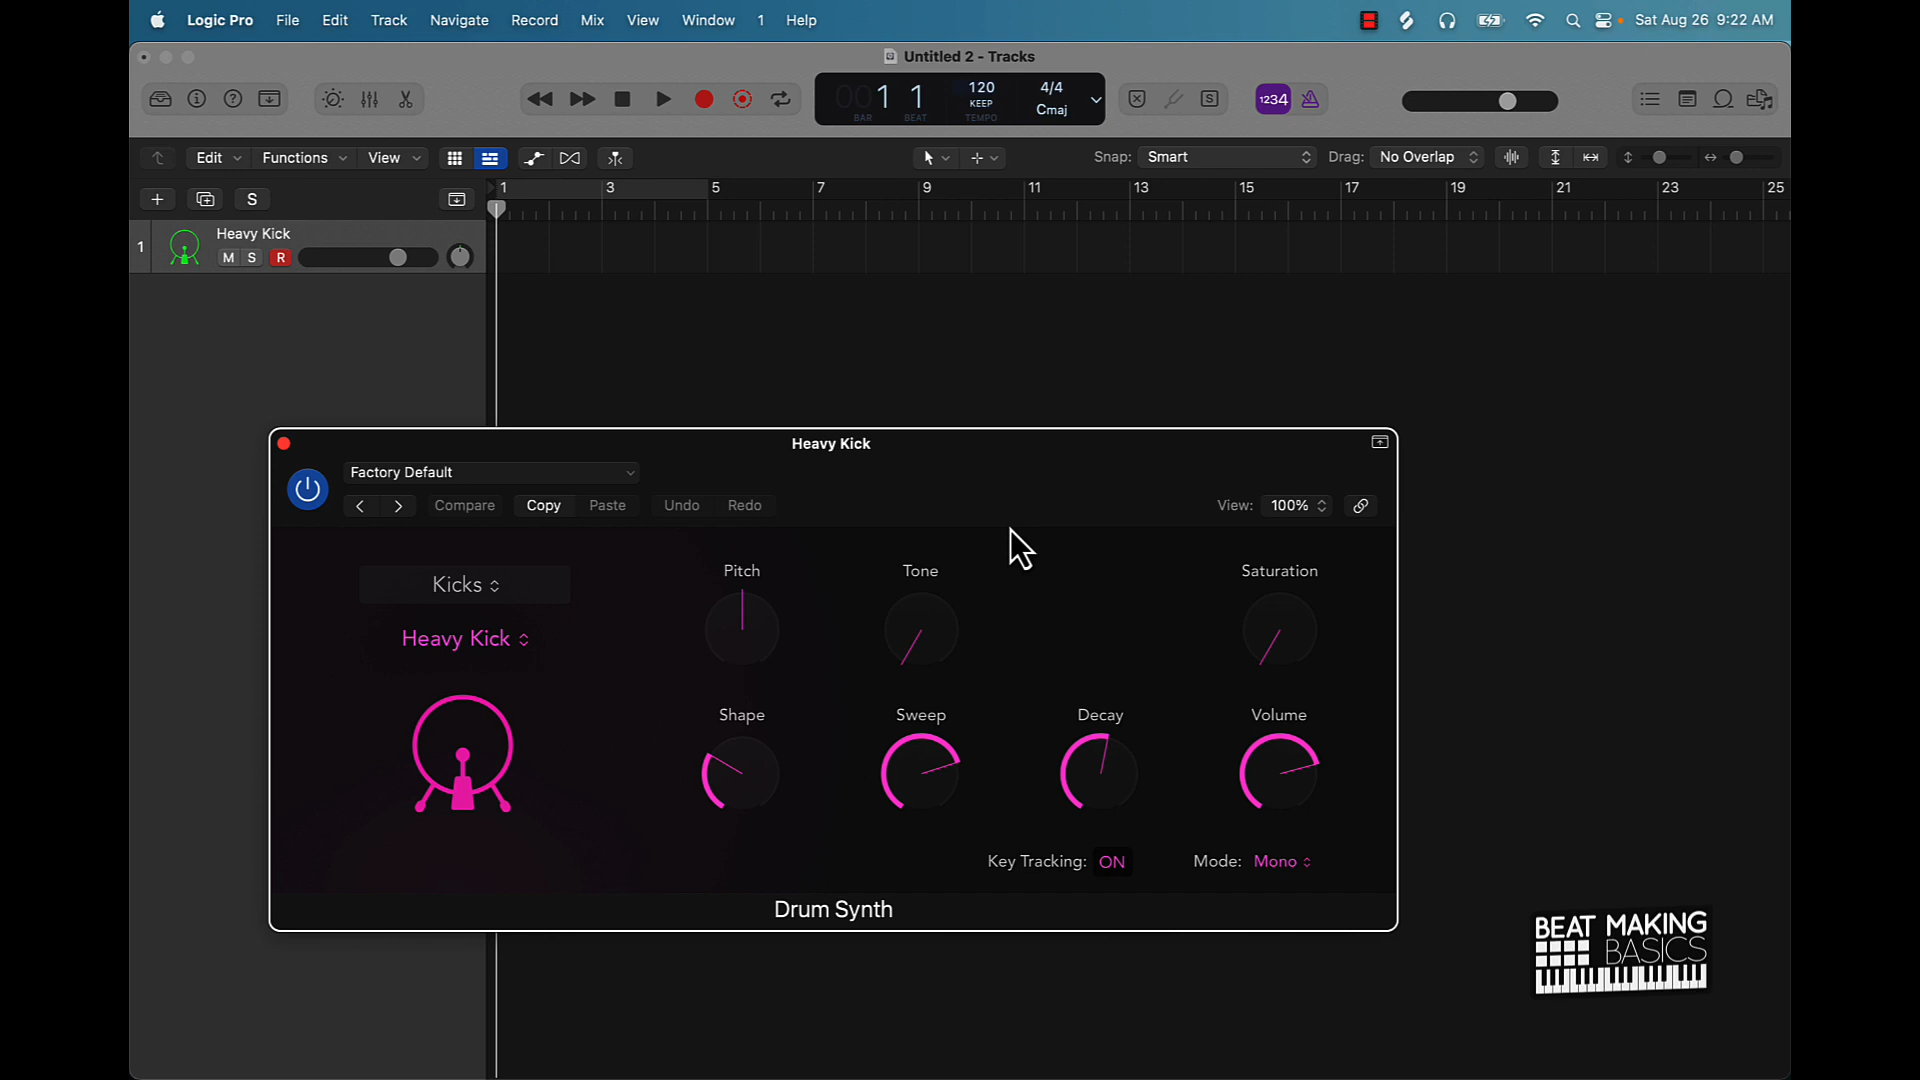 Logic Pro File Edit Track Navigate Record Mix View Window 1 Help Sat Aug 26 9:22 AM
Untitled 2 - Tracks
00 1 1 120 KEEP 4/4 Cmaj
BAR BEAT TEMPO
S 1234
Edit Functions View Snap: Smart Drag: No Overlap
S 1 3 5 7 9 11 13 15 17 19 21 23 25
1 Heavy Kick
M S R
Heavy Kick
Factory Default
Compare Copy Paste Undo Redo View: 100%
Kicks
Heavy Kick
Pitch Tone Saturation
Shape Sweep Decay Volume
Key Tracking: ON Mode: Mono
Drum Synth
BEAT MAKING
BASICS